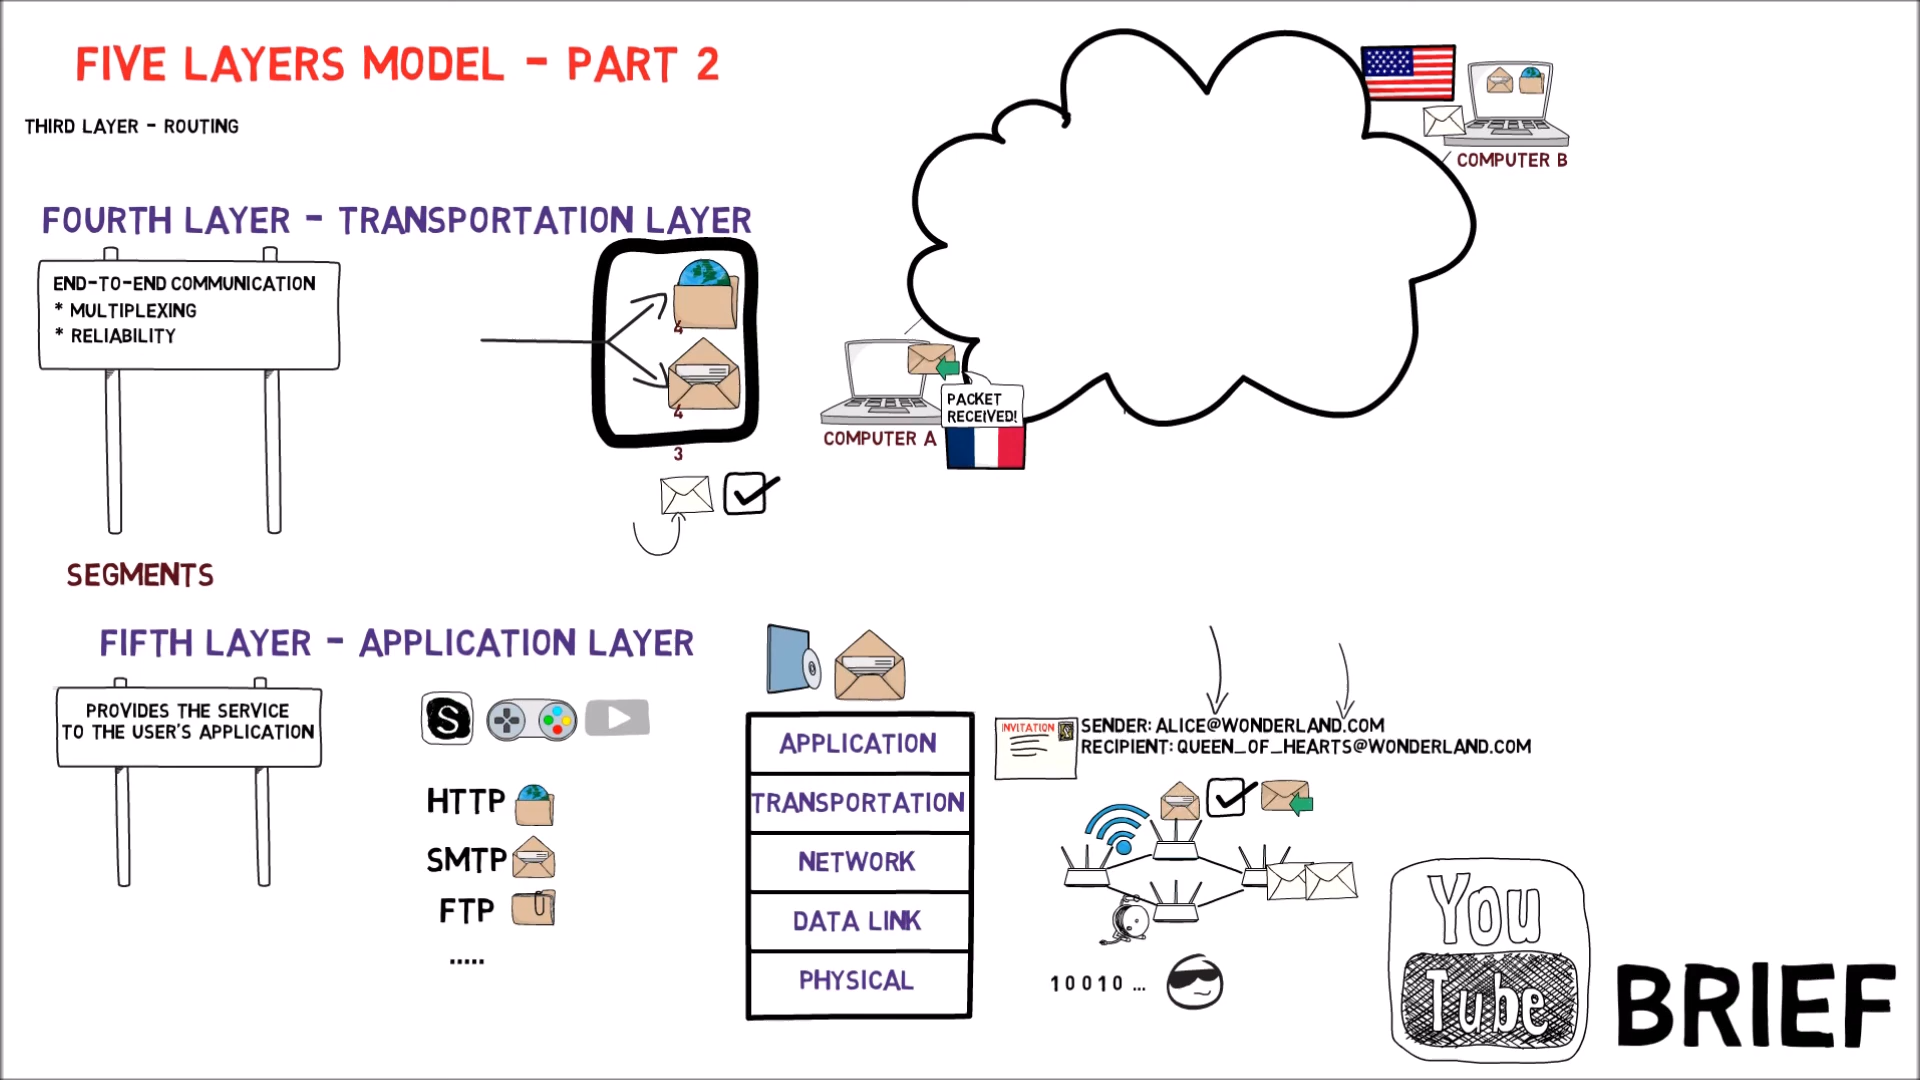 FIVE LAYERS MODEL - PART 2
THIRD LAYER - ROUTING
COMPUTER B
FOURTH LAYER - TRANSPORTATION LAYER
END-TO-END COMMUNICATION
* MULTIPLEXING
* RELIABILITY
4
4
3
PACKET
RECEIVED!
COMPUTER A
SEGMENTS
FIFTH LAYER - APPLICATION LAYER
PROVIDES THE SERVICE
TO THE USER'S APPLICATION
S
HTTP
SMTP
FTP
.....
APPLICATION
TRANSPORTATION
NETWORK
DATA LINK
PHYSICAL
INVITATION
SENDER: ALICE@WONDERLAND.COM
RECIPIENT: QUEEN_OF_HEARTS@WONDERLAND.COM
10010 ...
You
Tube
BRIEF